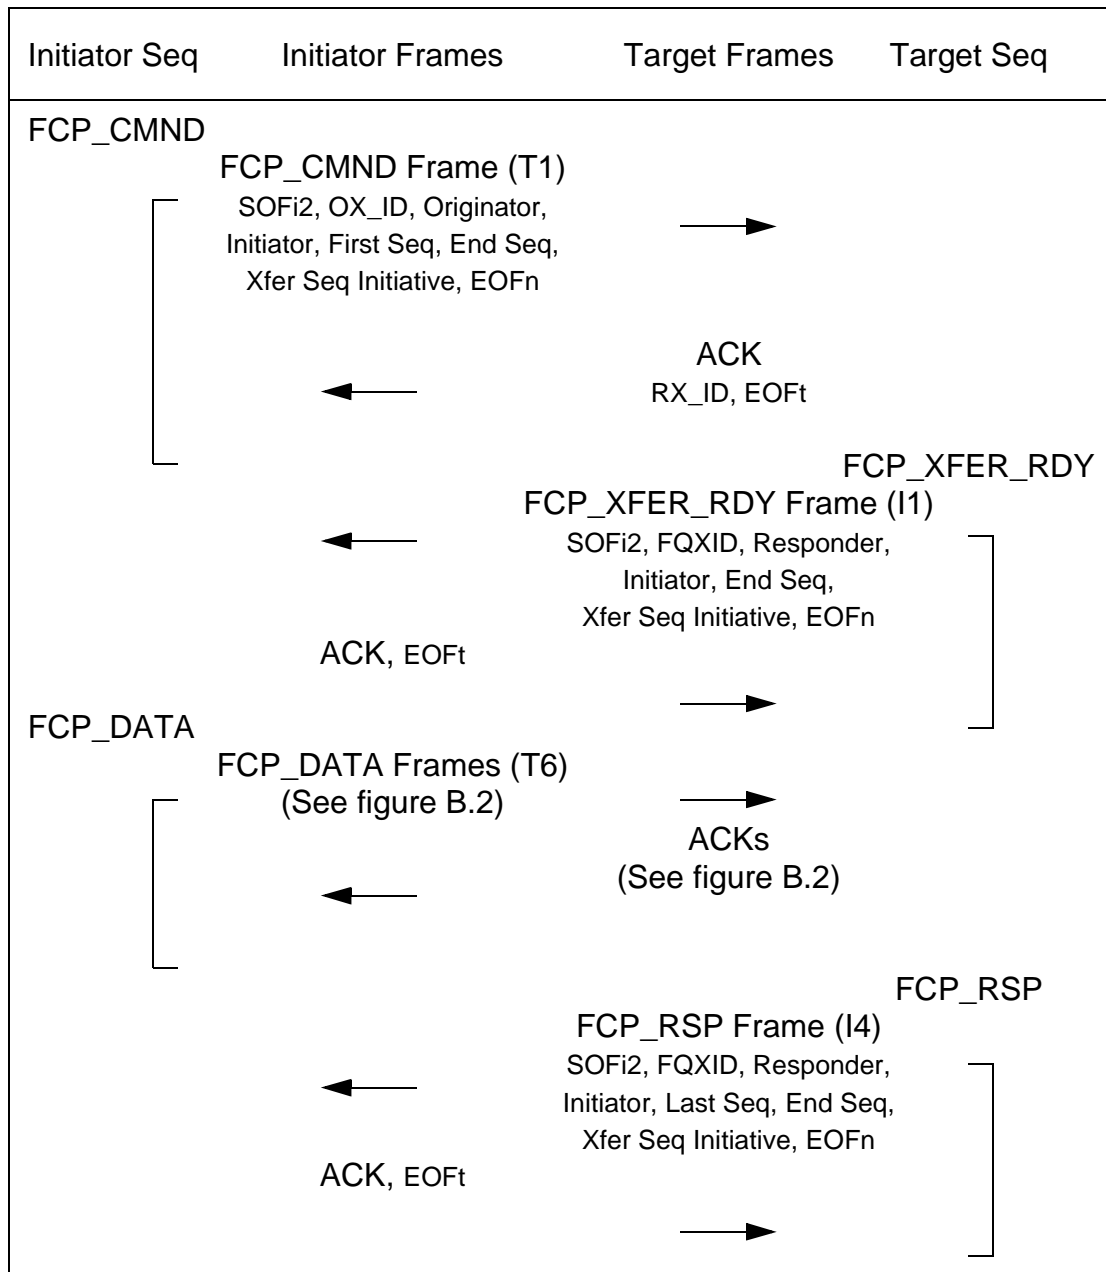 Initiator Seq Initiator Frames Target Frames Target Seq
FCP_CMND
FCP_CMND Frame (T1)
SOFi2, OX_ID, Originator,
Initiator, First Seq, End Seq,
Xfer Seq Initiative, EOFn
ACK
RX_ID, EOFt
FCP_XFER_RDY
FCP_XFER_RDY Frame (I1)
SOFi2, FQXID, Responder,
Initiator, End Seq,
Xfer Seq Initiative, EOFn
ACK, EOFt
FCP_DATA
FCP_DATA Frames (T6)
(See figure B.2)
ACKs
(See figure B.2)
FCP_RSP
FCP_RSP Frame (I4)
SOFi2, FQXID, Responder,
Initiator, Last Seq, End Seq,
Xfer Seq Initiative, EOFn
ACK, EOFt